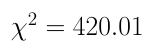 χ² = 420.01